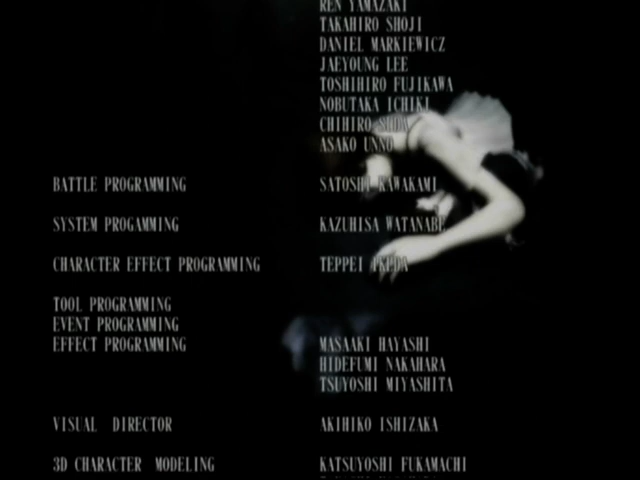 REN YAMAZAKI
TAKAHIRO SHOJI
DANIEL MARKIEWICZ
JAEYOUNG LEE
TOSHIHIRO FUJIKAWA
NOBUTAKA ICHIKI
CHIHIRO
ASAKO UNNO
BATTLE PROGRAMMING SATOSHI KAWAKAMI
SYSTEM PROGAMMING KAZUHISA WATANABE
CHARACTER EFFECT PROGRAMMING TEPPEI
TOOL PROGRAMMING
EVENT PROGRAMMING
EFFECT PROGRAMMING MASAAKI HAYASHI
HIDEFUMI NAKAHARA
TSUYOSHI MIYASHITA
VISUAL DIRECTOR AKIHIKO ISHIZAKA
3D CHARACTER MODELING KATSUYOSHI FUKAMACHI